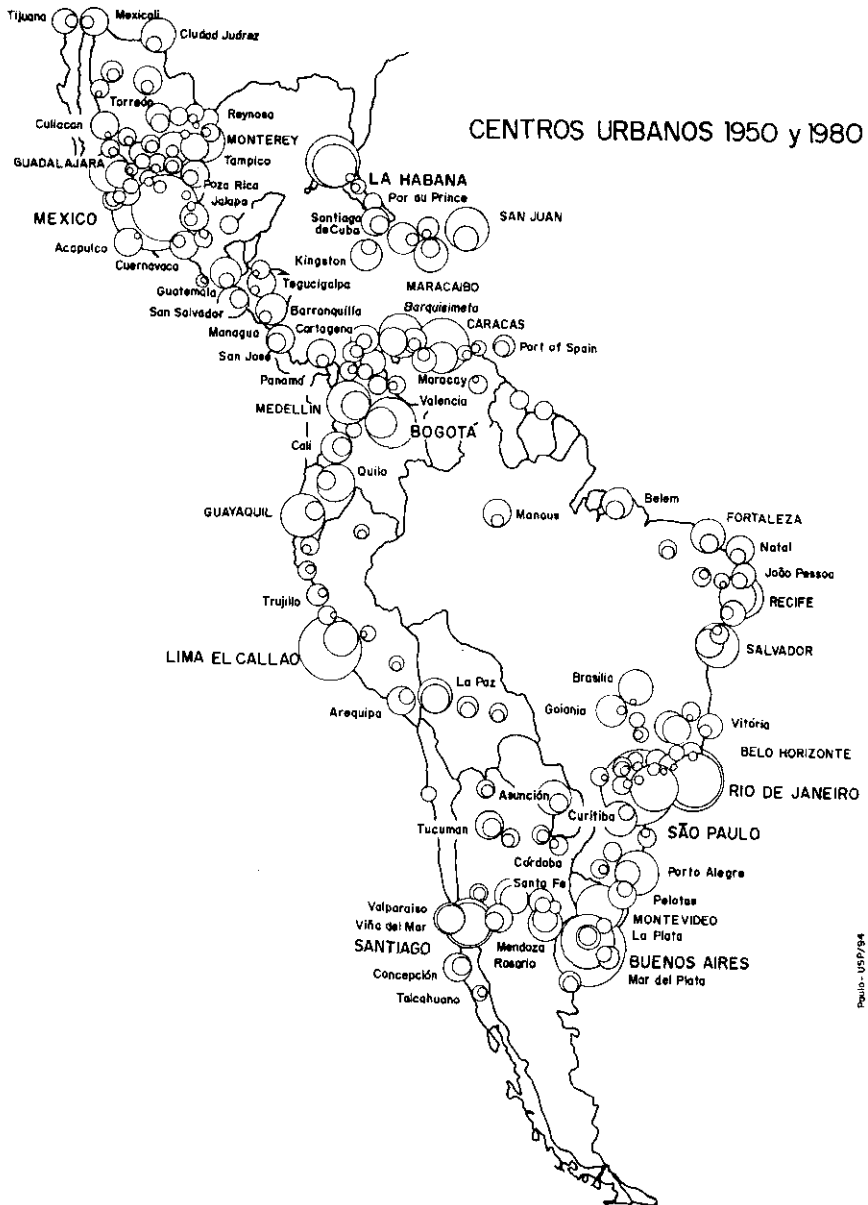 Tijuana
Mexicali
Ciudad Juárez
Torreón
Reynosa
Culiacan
CENTROS URBANOS 1950 y 1980
MONTEREY
GUADALAJARA
Tampico
LA HABANA
Poza Rica
Por su Prince
Jalapa
MEXICO
Santiago
de Cuba
SAN JUAN
Acapulco
Kingston
Cuernavaca
Tegucigalpa
MARACAIBO
Guatemala
San Salvador
Barranquilla
Barquisimeta
Managua
Cartagena
CARACAS
San José
Port of Spain
Panamá
Maracay
Valencia
MEDELLIN
BOGOTA
Cali
Quito
GUAYAQUIL
Manaus
Belem
FORTALEZA
Natal
João Pessoa
Trujillo
RECIFE
LIMA EL CALLAO
SALVADOR
La Paz
Brasilia
Arequipa
Goiania
Vitória
BELO HORIZONTE
Asunción
RIO DE JANEIRO
Curitiba
Tucuman
SÃO PAULO
Córdoba
Porto Alegre
Santa Fe
Pelotas
Valparaiso
Viña del Mar
MONTEVIDEO
La Plata
SANTIAGO
Mendoza
Rosario
BUENOS AIRES
Concepción
Mar del Plata
Talcahuano
Paulo - USP/94